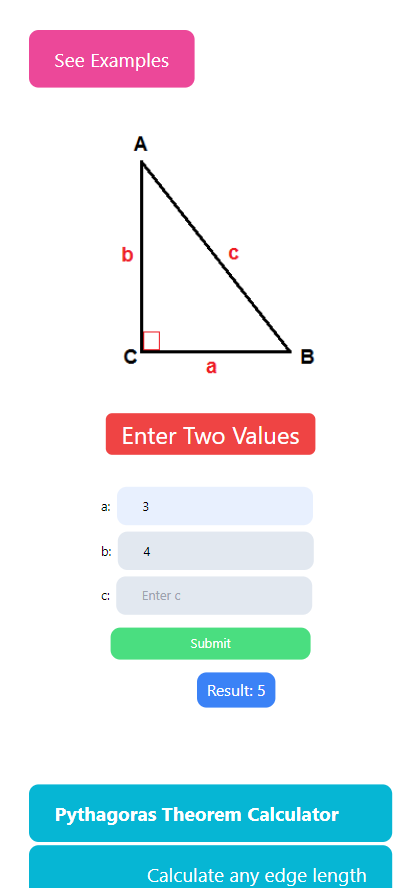 See Examples
A
b
c
C
B
a
Enter Two Values
a: 3
b: 4
c: Enter c
Submit
Result: 5
Pythagoras Theorem Calculator
Calculate any edge length